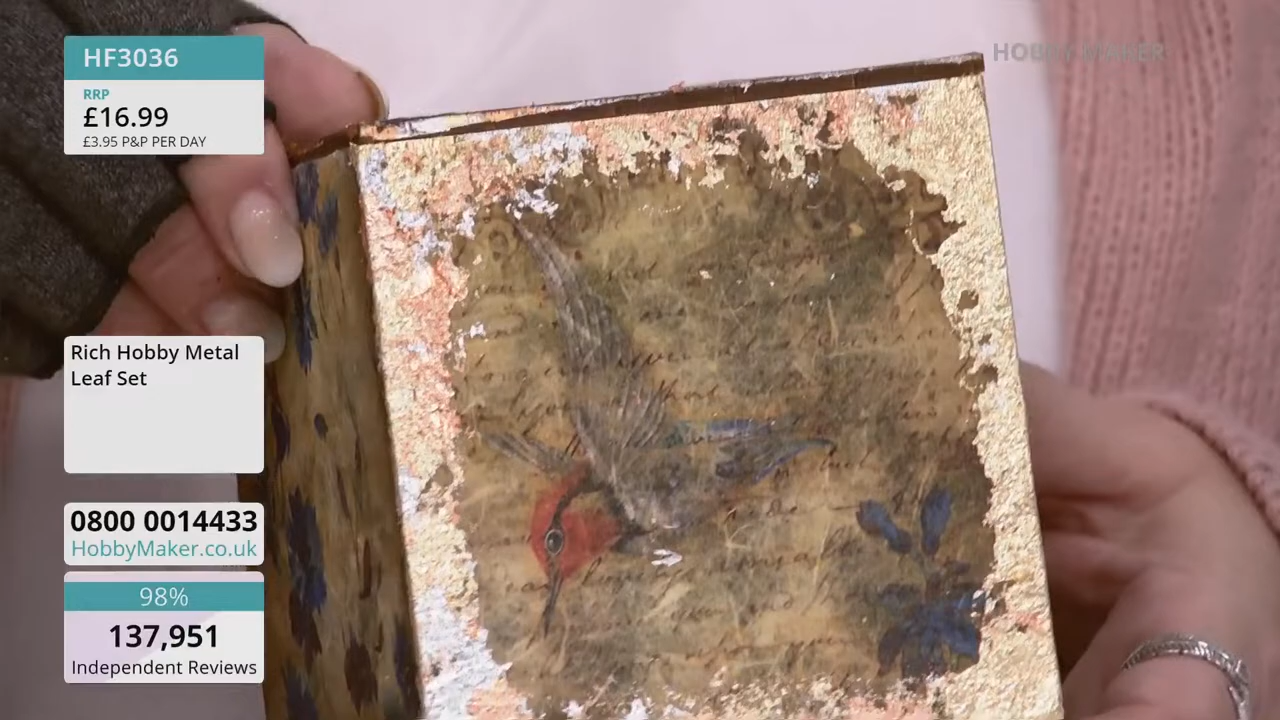 HF3036
RRP
£16.99
£3.95 P&P PER DAY
HOBBY MAKER
Rich Hobby Metal
Leaf Set
0800 0014433
HobbyMaker.co.uk
98%
137,951
Independent Reviews